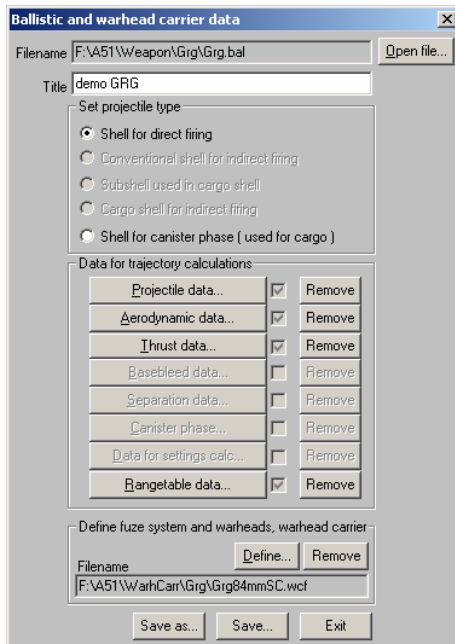 Ballistic and warhead carrier data
Filename F:\A51\Weapon\Grg\Grg.bal Open file...
Title demo GRG
Set projectile type
Shell for direct firing
Conventional shell for indirect firing
Subshell used in cargo shell
Cargo shell for indirect firing
Shell for canister phase ( used for cargo )
Data for trajectory calculations
Projectile data... Remove
Aerodynamic data... Remove
Thrust data... Remove
Basebleed data... Remove
Separation data... Remove
Canister phase... Remove
Data for settings calc... Remove
Rangetable data... Remove
Define fuze system and warheads, warhead carrier
Define... Remove
Filename
F:\A51\WarhCarr\Grg\Grg84mmSC.wcf
Save as... Save... Exit